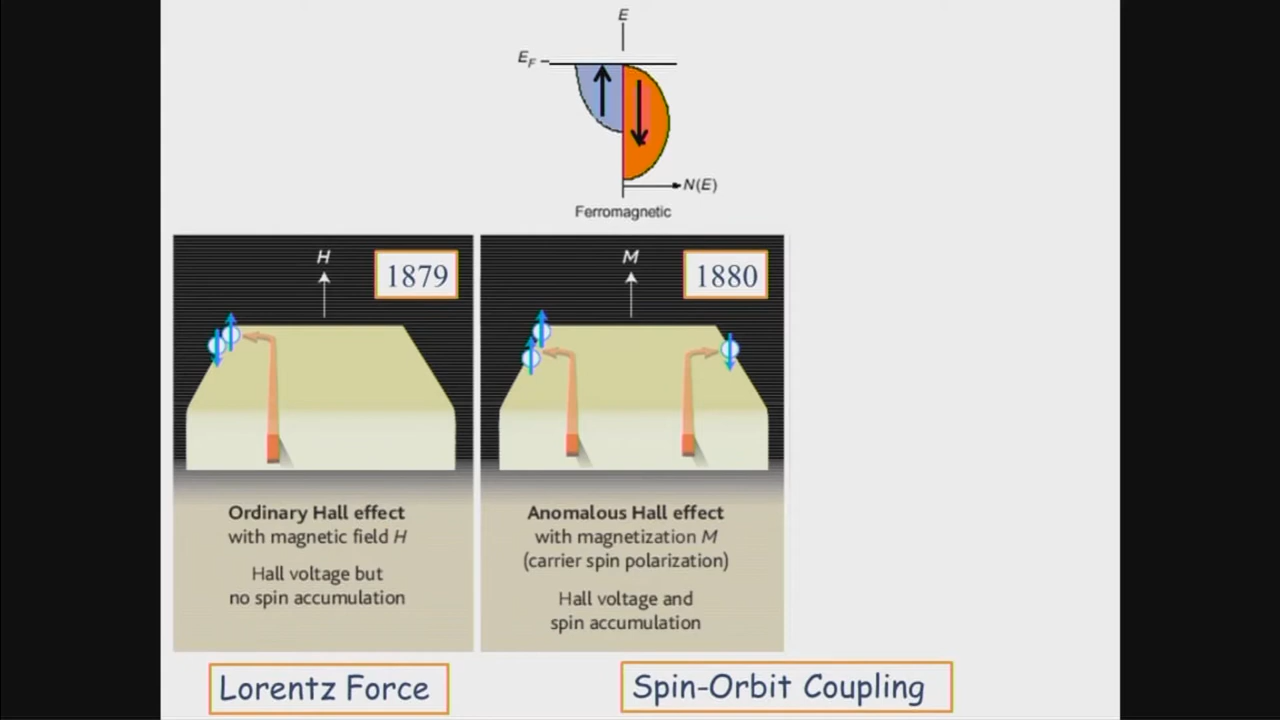 E
E_F
N(E)
Ferromagnetic
H
1879
Ordinary Hall effect
with magnetic field H
Hall voltage but
no spin accumulation
M
1880
Anomalous Hall effect
with magnetization M
(carrier spin polarization)
Hall voltage and
spin accumulation
Lorentz Force
Spin-Orbit Coupling